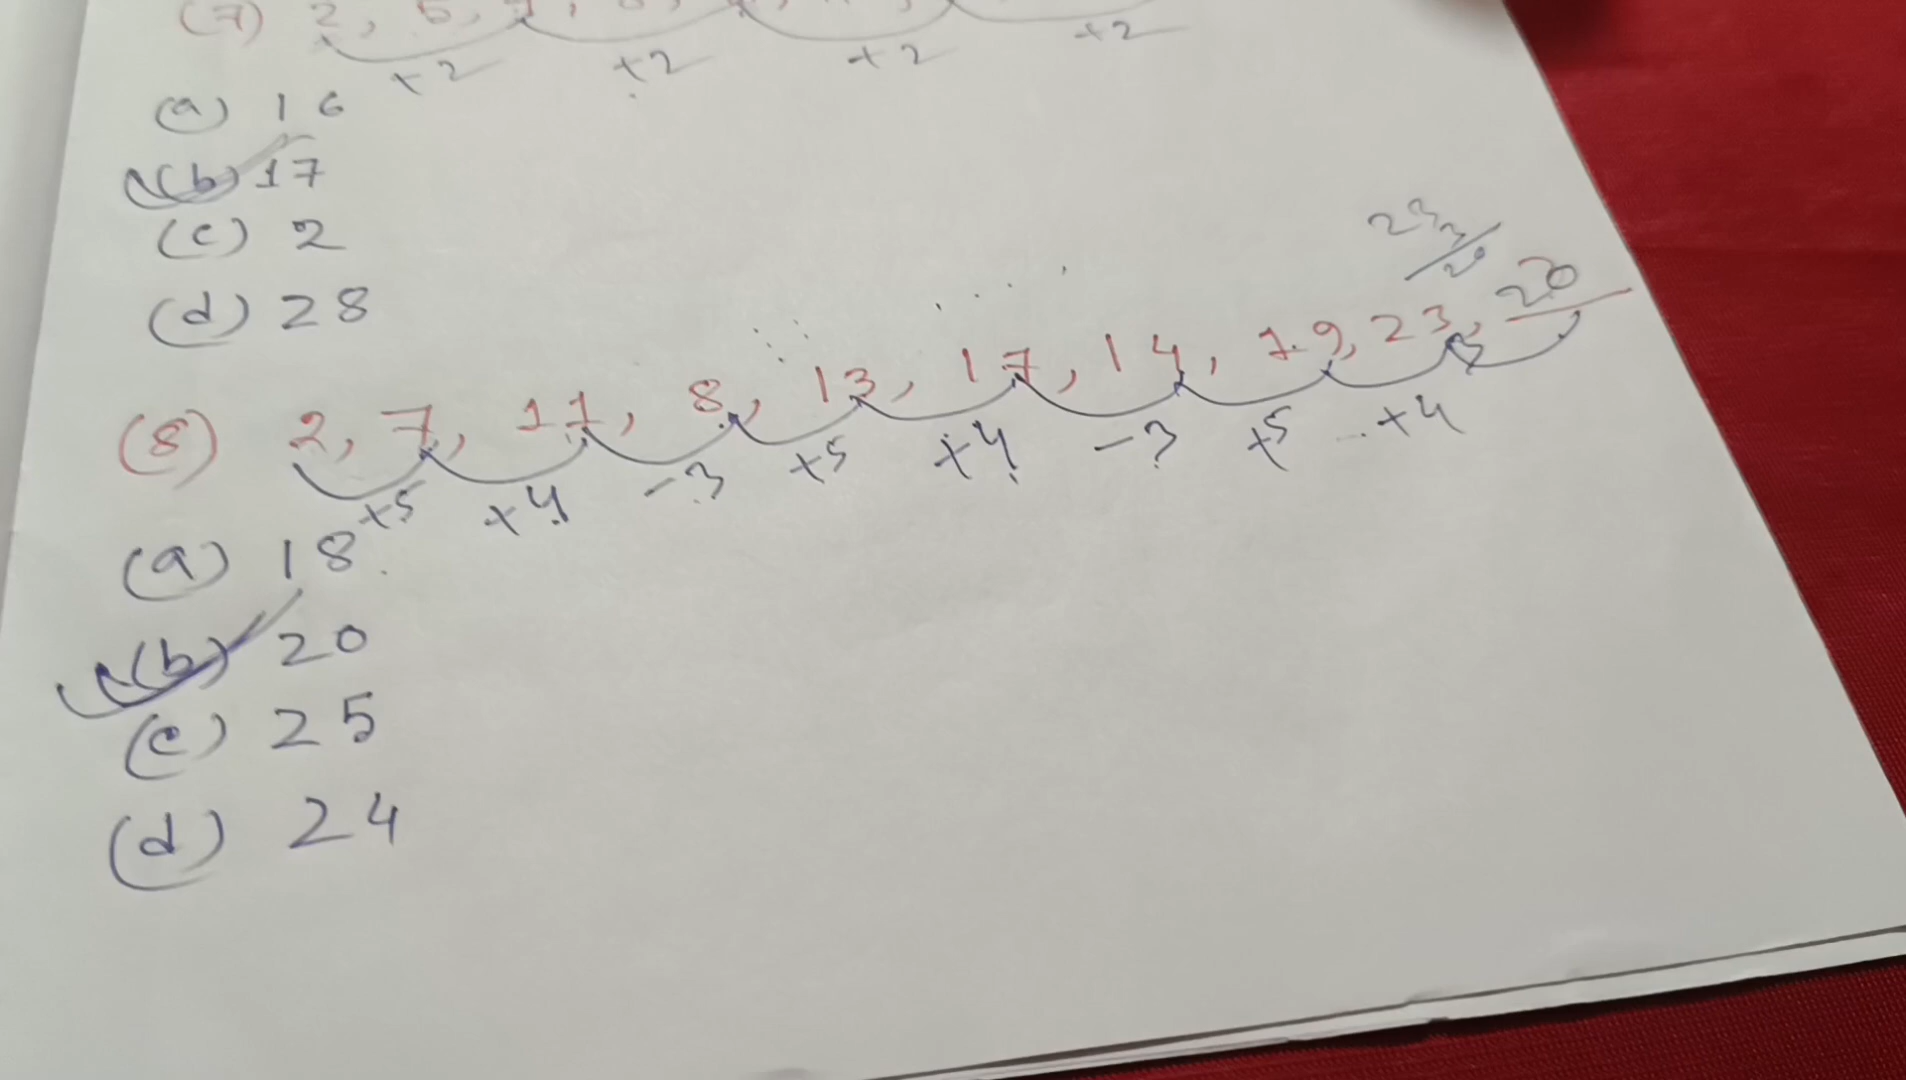 (7) 2, 5,
+2 +2 +2 +2
(a) 16
(b) 17
(c) 2
(d) 28
23
20
(8) 2, 7, 11, 8, 13, 17, 14, 19, 23, 20
+5 +4 -3 +5 +4 -3 +5 +4
(a) 18
(b) 20
(c) 25
(d) 24